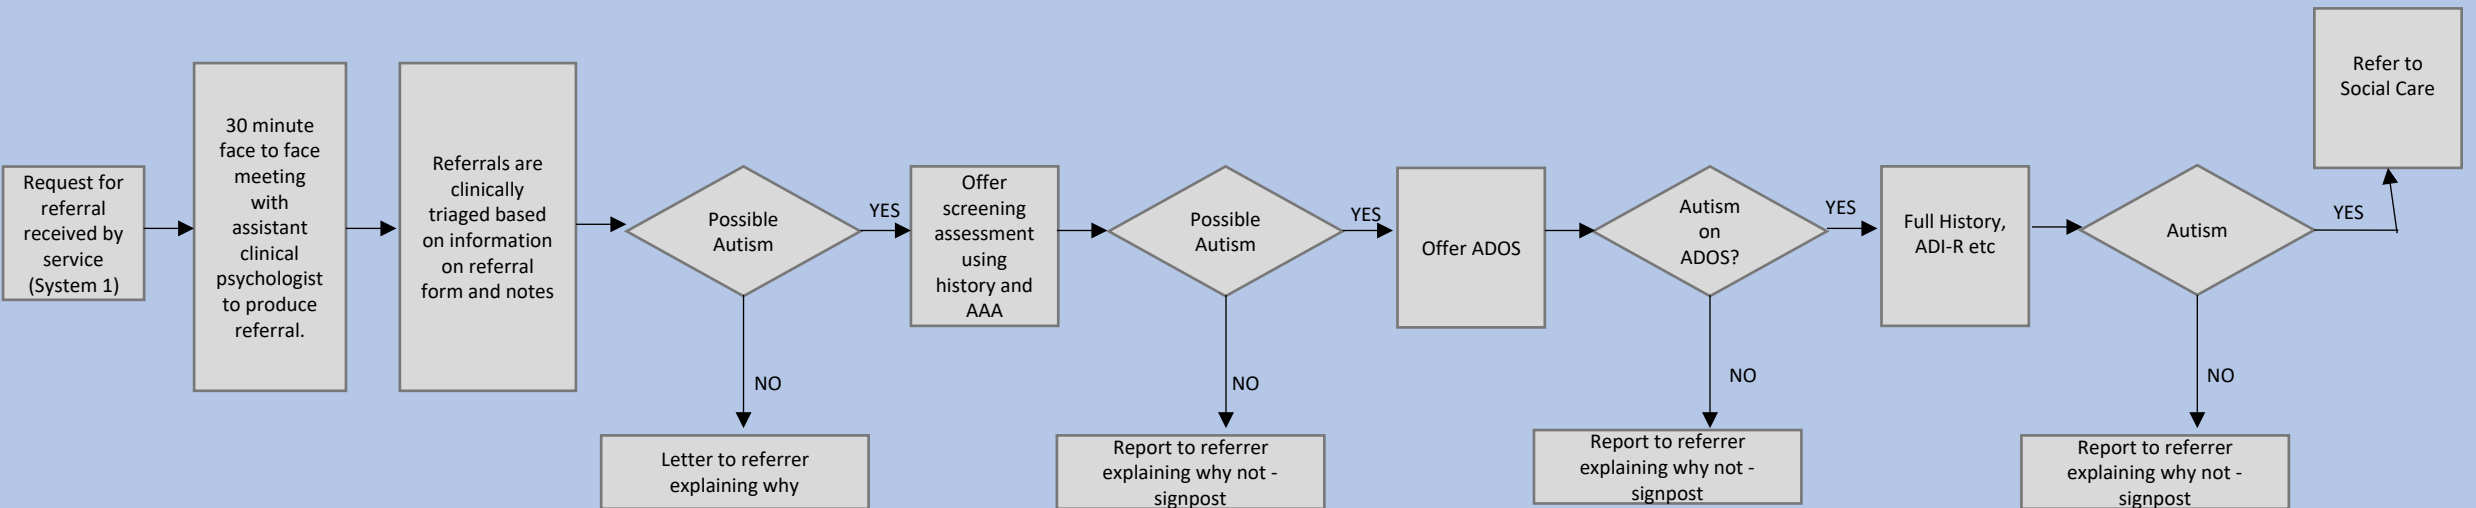 Request for
referral
received by
service
(System 1)
30 minute
face to face
meeting
with
assistant
clinical
psychologist
to produce
referral.
Referrals are
clinically
triaged based
on information
on referral
form and notes
Possible
Autism
YES
NO
Letter to referrer
explaining why
Offer
screening
assessment
using
history and
AAA
Possible
Autism
YES
NO
Report to referrer
explaining why not -
signpost
Offer ADOS
Autism
on
ADOS?
YES
NO
Report to referrer
explaining why not -
signpost
Full History,
ADI-R etc
Autism
YES
NO
Report to referrer
explaining why not -
signpost
Refer to
Social Care